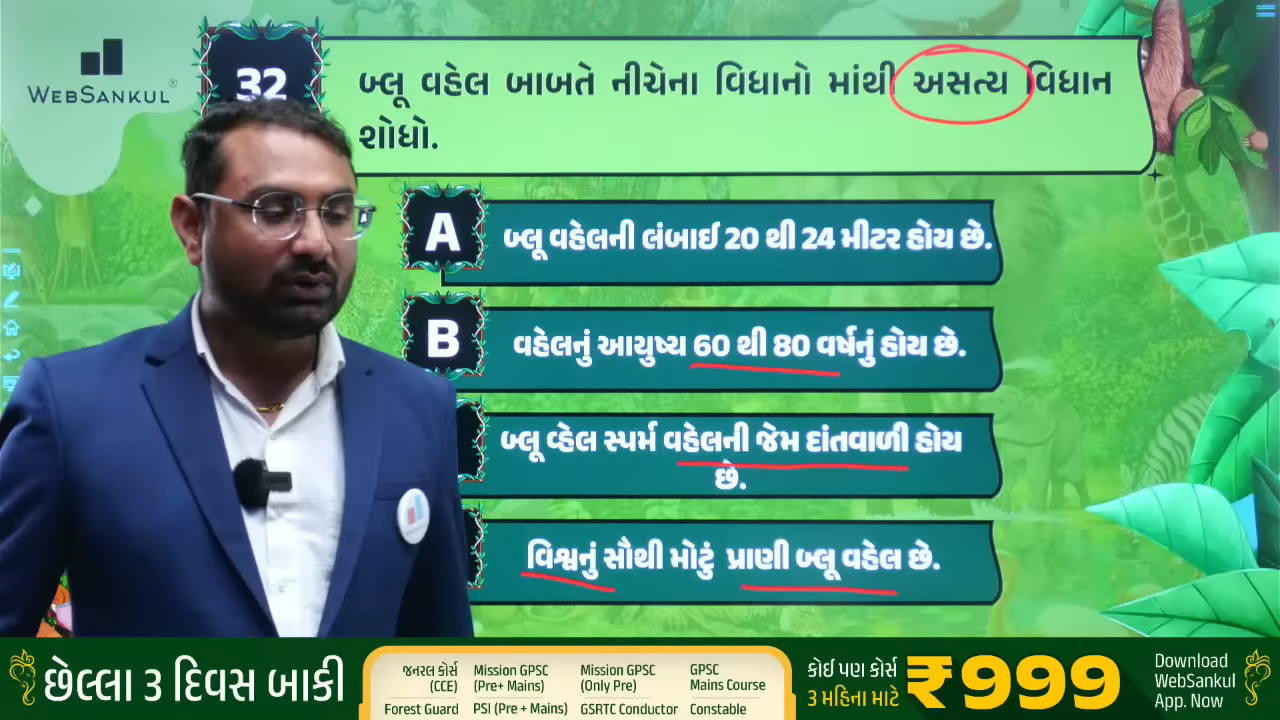 WEBSANKUL®
32
બ્લૂ વહેલ બાબતે નીચેના વિધાનો માંથી અસત્ય વિધાન
શોધો.
A
બ્લૂ વહેલની લંબાઈ 20 થી 24 મીટર હોય છે.
B
વહેલનું આયુષ્ય 60 થી 80 વર્ષનું હોય છે.
બ્લૂ વ્હેલ સ્પર્મ વહેલની જેમ દાંતવાળી હોય
છે.
વિશ્વનું સૌથી મોટું પ્રાણી બ્લૂ વહેલ છે.
છેલ્લા ૩ દિવસ બાકી
જનરલ કોર્સ
(CCE)
Mission GPSC
(Pre+ Mains)
Mission GPSC
(Only Pre)
GPSC
Mains Course
Forest Guard
PSI (Pre + Mains)
GSRTC Conductor
Constable
કોઈ પણ કોર્સ
૩ મહિના માટે
₹999
Download
WebSankul
App. Now